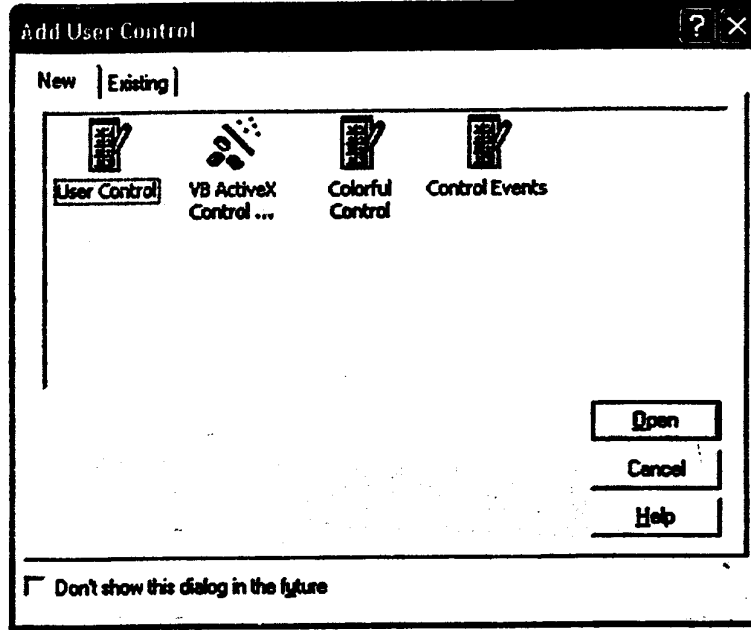 Add User Control
New Existing
User Control VB ActiveX Colorful Control Events
Control ... Control
Open
Cancel
Help
Don't show this dialog in the future